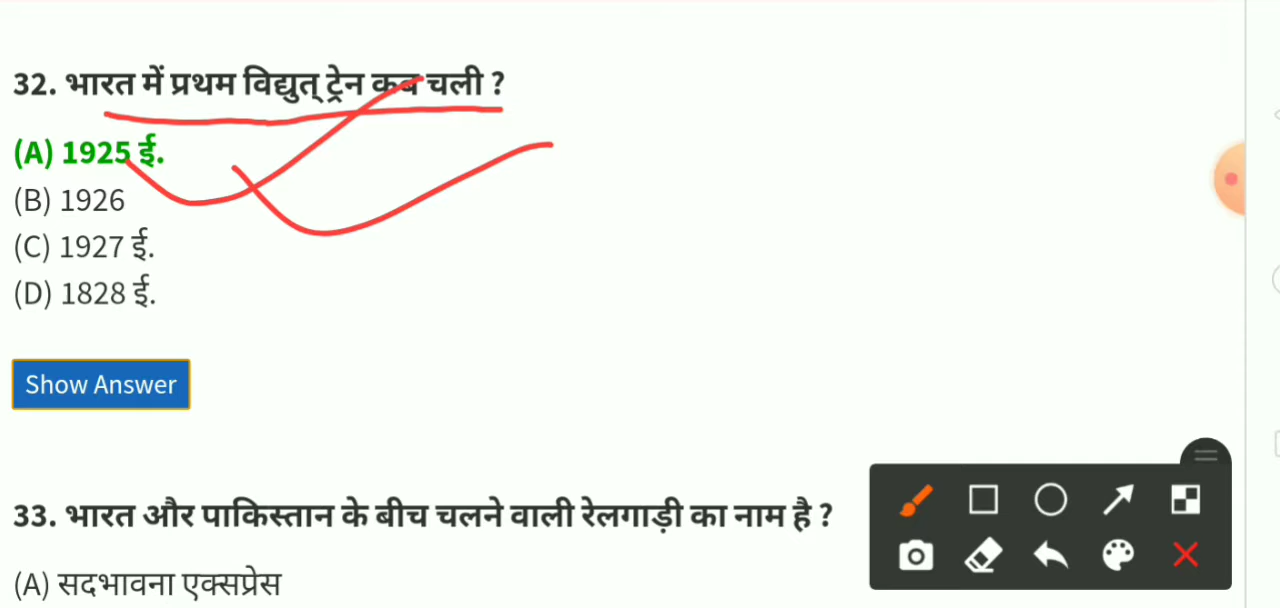 32. भारत में प्रथम विद्युत् ट्रेन कब चली ?
(A) 1925 ई.
(B) 1926
(C) 1927 ई.
(D) 1828 ई.
Show Answer
33. भारत और पाकिस्तान के बीच चलने वाली रेलगाड़ी का नाम है ?
(A) सदभावना एक्सप्रेस